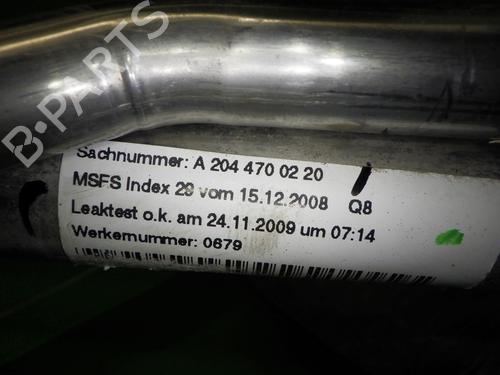 B-PARTS
Sachnummer: A 204 470 02 20
MSFS Index 29 vom 15.12.2008 Q8
Leaktest o.k. am 24.11.2009 um 07:14
Werkernummer: 0679